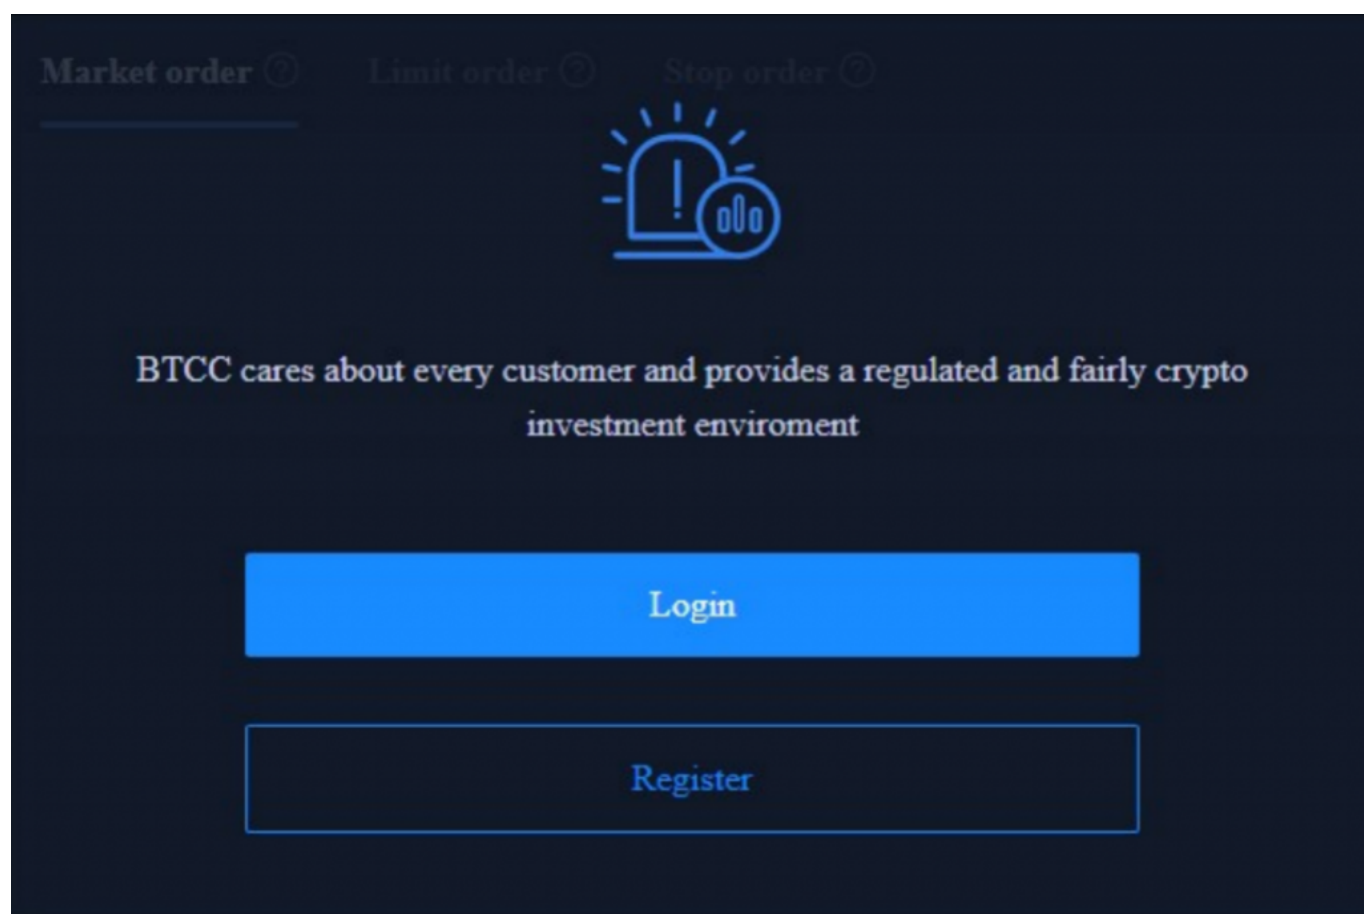 Market order
Limit order
Stop order
BTCC cares about every customer and provides a regulated and fairly crypto
investment enviroment
Login
Register